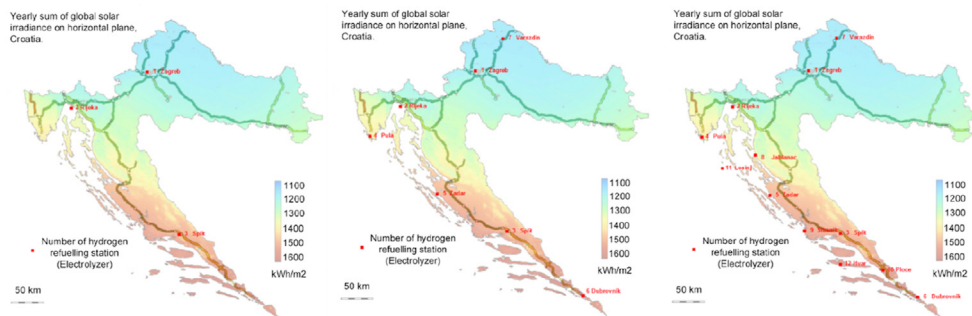 Yearly sum of global solar
irradiance on horizontal plane,
Croatia.
1 Zagreb
2 Rijeka
3 Split
1100
1200
1300
1400
1500
1600
kWh/m2
Number of hydrogen
refuelling station
(Electrolyzer)
50 km
Yearly sum of global solar
irradiance on horizontal plane,
Croatia.
7 Varazdin
1 Zagreb
2 Rijeka
4 Pula
5 Zadar
3 Split
6 Dubrovnik
1100
1200
1300
1400
1500
1600
kWh/m2
Number of hydrogen
refuelling station
(Electrolyzer)
50 km
Yearly sum of global solar
irradiance on horizontal plane,
Croatia.
7 Varazdin
1 Zagreb
2 Rijeka
4 Pula
8 Jablanac
11
5 Zadar
3 Split
12 Hvar
10 Ploce
6 Dubrovnik
1100
1200
1300
1400
1500
1600
kWh/m2
Number of hydrogen
refuelling station
(Electrolyzer)
50 km